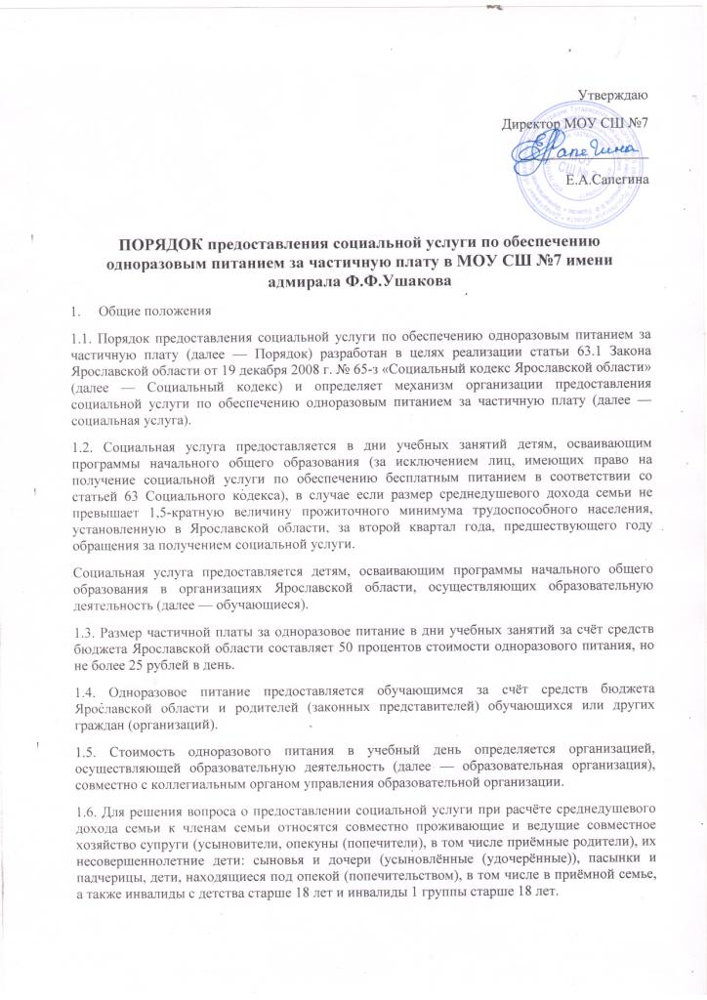 Утверждаю
Директор МОУ СШ №7
Сапегина
МОУ
СШ № 7
Е.А.Сапегина
ПОРЯДОК предоставления социальной услуги по обеспечению
одноразовым питанием за частичную плату в МОУ СШ №7 имени
адмирала Ф.Ф.Ушакова
1. Общие положения
1.1. Порядок предоставления социальной услуги по обеспечению одноразовым питанием за
частичную плату (далее — Порядок) разработан в целях реализации статьи 63.1 Закона
Ярославской области от 19 декабря 2008 г. № 65-з «Социальный кодекс Ярославской области»
(далее — Социальный кодекс) и определяет механизм организации предоставления
социальной услуги по обеспечению одноразовым питанием за частичную плату (далее —
социальная услуга).
1.2. Социальная услуга предоставляется в дни учебных занятий детям, осваивающим
программы начального общего образования (за исключением лиц, имеющих право на
получение социальной услуги по обеспечению бесплатным питанием в соответствии со
статьей 63 Социального кодекса), в случае если размер среднедушевого дохода семьи не
превышает 1,5-кратную величину прожиточного минимума трудоспособного населения,
установленную в Ярославской области, за второй квартал года, предшествующего году
обращения за получением социальной услуги.
Социальная услуга предоставляется детям, осваивающим программы начального общего
образования в организациях Ярославской области, осуществляющих образовательную
деятельность (далее — обучающиеся).
1.3. Размер частичной платы за одноразовое питание в дни учебных занятий за счёт средств
бюджета Ярославской области составляет 50 процентов стоимости одноразового питания, но
не более 25 рублей в день.
1.4. Одноразовое питание предоставляется обучающимся за счёт средств бюджета
Ярославской области и родителей (законных представителей) обучающихся или других
граждан (организаций).
1.5. Стоимость одноразового питания в учебный день определяется организацией,
осуществляющей образовательную деятельность (далее — образовательная организация),
совместно с коллегиальным органом управления образовательной организации.
1.6. Для решения вопроса о предоставлении социальной услуги при расчёте среднедушевого
дохода семьи к членам семьи относятся совместно проживающие и ведущие совместное
хозяйство супруги (усыновители, опекуны (попечители), в том числе приёмные родители), их
несовершеннолетние дети: сыновья и дочери (усыновлённые (удочерённые)), пасынки и
падчерицы, дети, находящиеся под опекой (попечительством), в том числе в приёмной семье,
а также инвалиды с детства старше 18 лет и инвалиды 1 группы старше 18 лет.